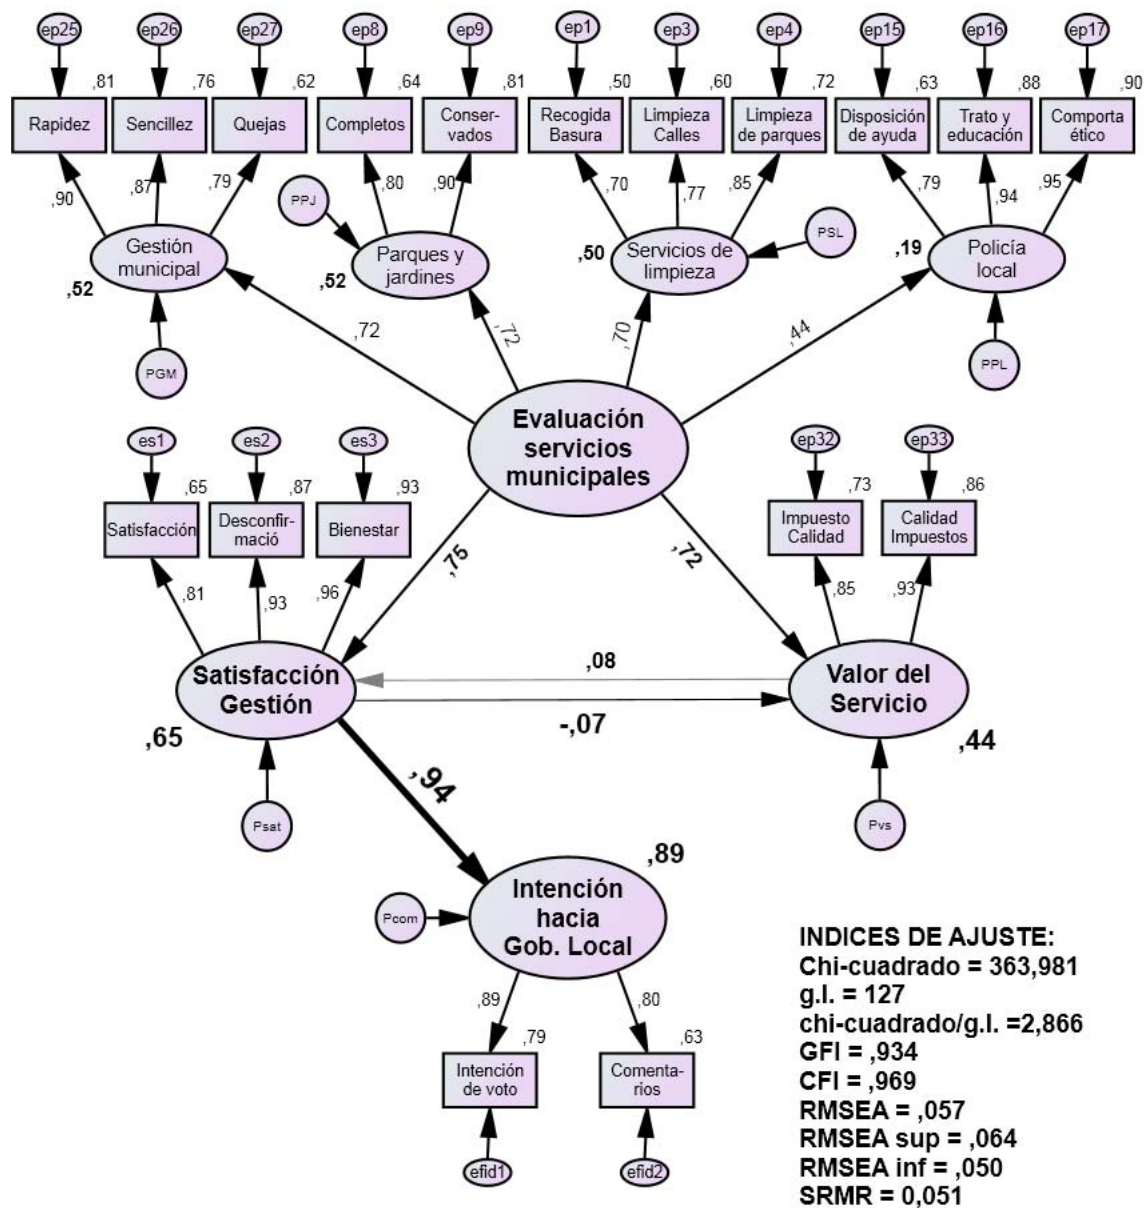 ep25
ep26
ep27
ep8
ep9
ep1
ep3
ep4
ep15
ep16
ep17
,81
,76
,62
,64
,81
,50
,60
,72
,63
,88
,90
Rapidez
Sencillez
Quejas
Completos
Conser-
vados
Recogida
Basura
Limpieza
Calles
Limpieza
de parques
Disposición
de ayuda
Trato y
educación
Comporta
ético
,90
,87
,79
,80
,90
,70
,77
,85
,79
,94
,95
PPJ
PSL
Gestión
municipal
,52
Parques y
jardines
,52
Servicios de
limpieza
,50
Policía
local
,19
PGM
PPL
,72
,72
,70
,44
Evaluación
servicios
municipales
es1
es2
es3
ep32
ep33
,65
,87
,93
,73
,86
Satisfacción
Desconfir-
mació
Bienestar
Impuesto
Calidad
Calidad
Impuestos
,81
,93
,96
,75
,72
,85
,93
Satisfacción
Gestión
,65
,08
-,07
Valor del
Servicio
,44
Psat
Pvs
,94
,89
Intención
hacia
Gob. Local
Pcom
,89
,80
,79
,63
Intención
de voto
Comenta-
rios
efid1
efid2
INDICES DE AJUSTE:
Chi-cuadrado = 363,981
g.l. = 127
chi-cuadrado/g.l. =2,866
GFI = ,934
CFI = ,969
RMSEA = ,057
RMSEA sup = ,064
RMSEA inf = ,050
SRMR = 0,051